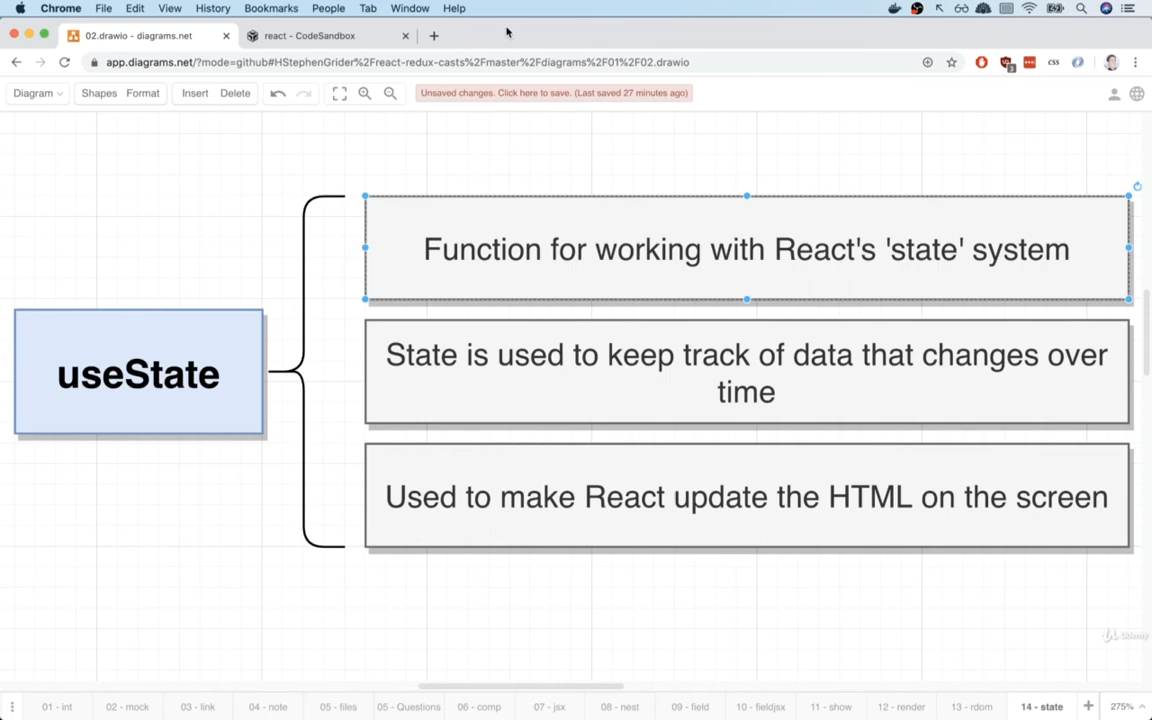 Chrome File Edit View History Bookmarks People Tab Window Help
02.drawio - diagrams.net
react - CodeSandbox
app.diagrams.net/?mode=github#HStephenGrider%2Freact-redux-casts%2Fmaster%2Fdiagrams%2F01%2F02.drawio
css
Diagram Shapes Format Insert Delete Unsaved changes. Click here to save. (Last saved 27 minutes ago)
Function for working with React's 'state' system
useState
State is used to keep track of data that changes over
time
Used to make React update the HTML on the screen
Udemy
01 - int 02 - mock 03 - link 04 - note 05 - files 05 - Questions 06 - comp 07 - jsx 08 - nest 09 - field 10 - fieldjsx 11 - show 12 - render 13 - rdom 14 - state 275%